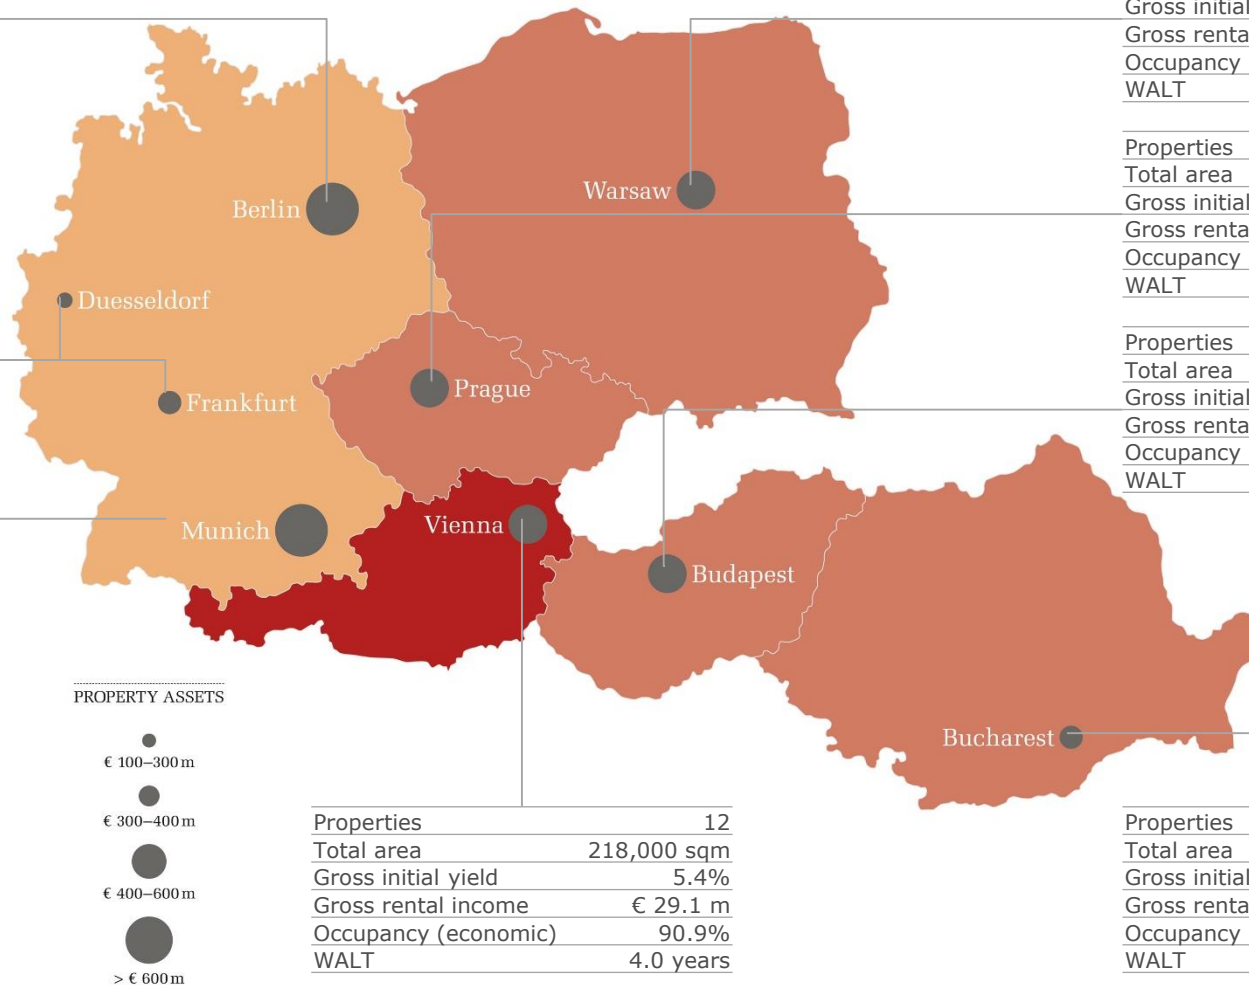 Gross initial
Gross renta
Occupancy
WALT
Properties
Total area
Gross initial
Gross renta
Occupancy
WALT
Properties
Total area
Gross initial
Gross renta
Occupancy
WALT
Berlin
Warsaw
Duesseldorf
Prague
Frankfurt
Vienna
Munich
Budapest
Bucharest
PROPERTY ASSETS
€ 100–300 m
€ 300–400 m
€ 400–600 m
> € 600 m
Properties 12
Total area 218,000 sqm
Gross initial yield 5.4%
Gross rental income € 29.1 m
Occupancy (economic) 90.9%
WALT 4.0 years
Properties
Total area
Gross initial
Gross renta
Occupancy
WALT